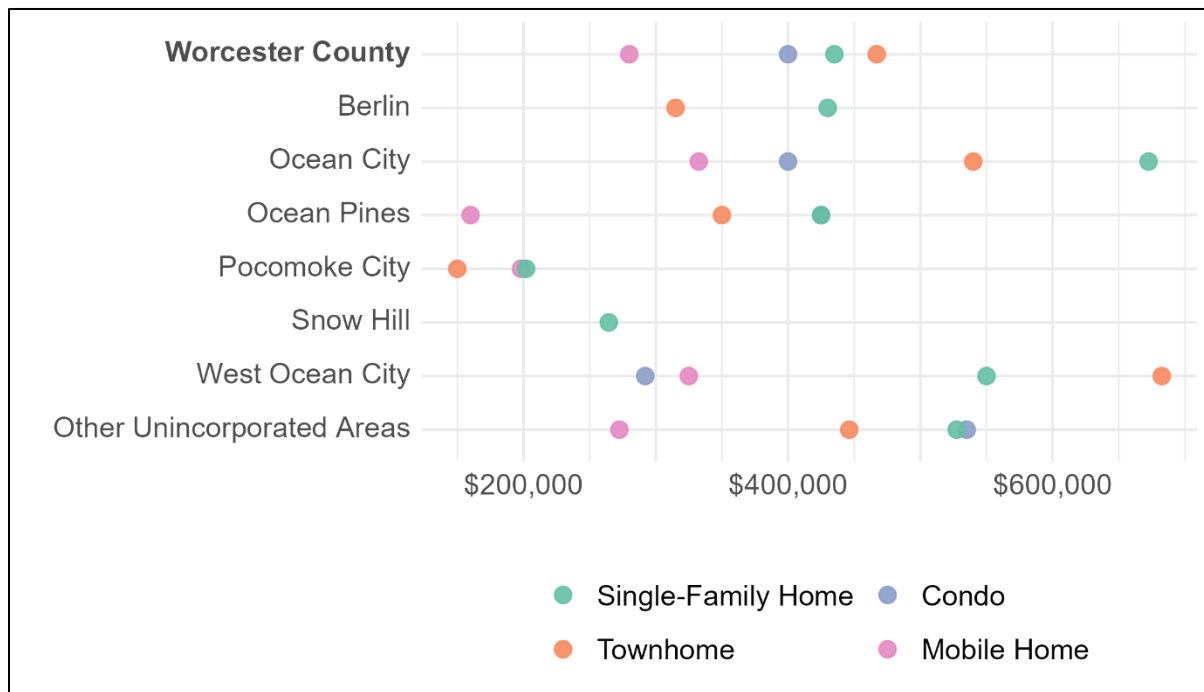 Worcester County
Berlin
Ocean City
Ocean Pines
Pocomoke City
Snow Hill
West Ocean City
Other Unincorporated Areas
$200,000 $400,000 $600,000
Single-Family Home Condo
Townhome Mobile Home